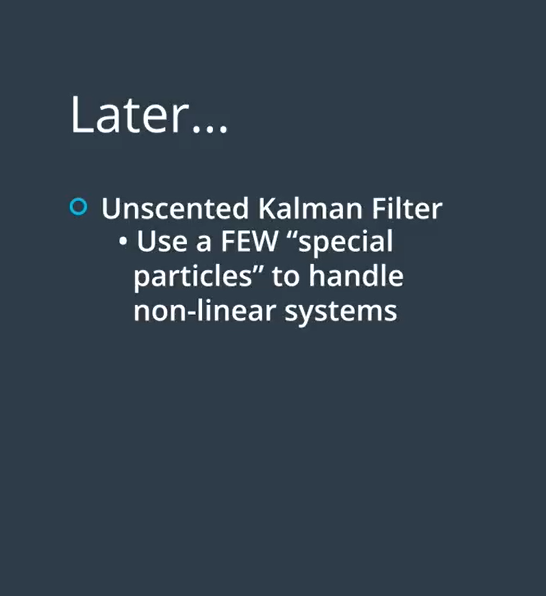 Later...
Unscented Kalman Filter
• Use a FEW “special
particles” to handle
non-linear systems